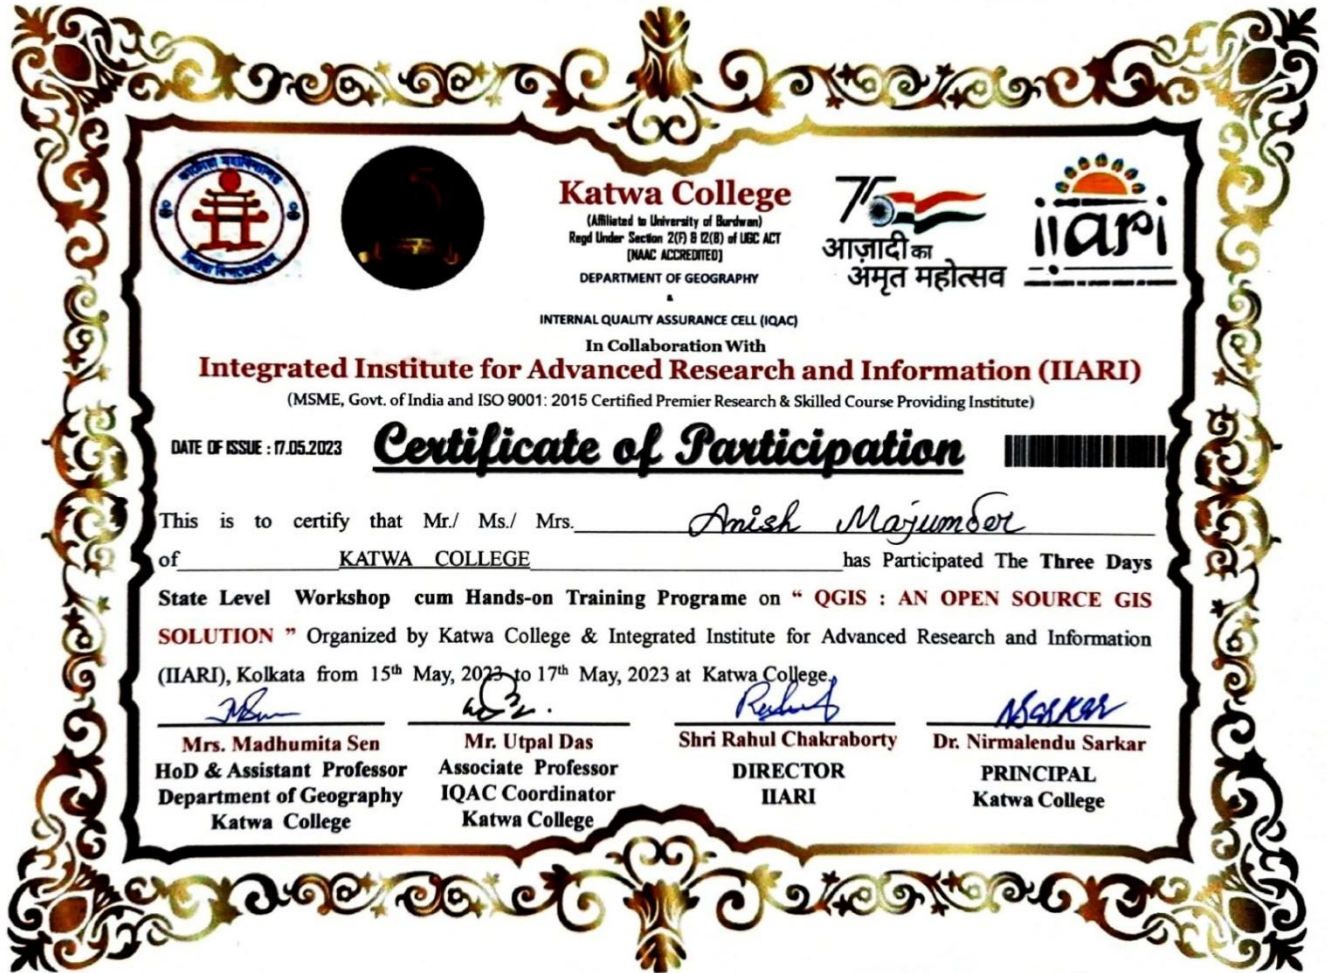 Katwa College
(Affiliated to University of Burdwan)
Regd Under Section 2(F) & 12(B) of UGC ACT
(NAAC ACCREDITED)
DEPARTMENT OF GEOGRAPHY
&
INTERNAL QUALITY ASSURANCE CELL (IQAC)
In Collaboration With
75
आज़ादी का
अमृत महोत्सव
iiari
Integrated Institute for Advanced Research and Information (IIARI)
(MSME, Govt. of India and ISO 9001: 2015 Certified Premier Research & Skilled Course Providing Institute)
DATE OF ISSUE : 17.05.2023
Certificate of Participation
This is to certify that Mr./ Ms./ Mrs. Anish Majumder
of KATWA COLLEGE has Participated The Three Days
State Level Workshop cum Hands-on Training Programe on “ QGIS : AN OPEN SOURCE GIS
SOLUTION ” Organized by Katwa College & Integrated Institute for Advanced Research and Information
(IIARI), Kolkata from 15th May, 2023 to 17th May, 2023 at Katwa College.
NSarkar
Mrs. Madhumita Sen
HoD & Assistant Professor
Department of Geography
Katwa College
Mr. Utpal Das
Associate Professor
IQAC Coordinator
Katwa College
Shri Rahul Chakraborty
DIRECTOR
IIARI
Dr. Nirmalendu Sarkar
PRINCIPAL
Katwa College